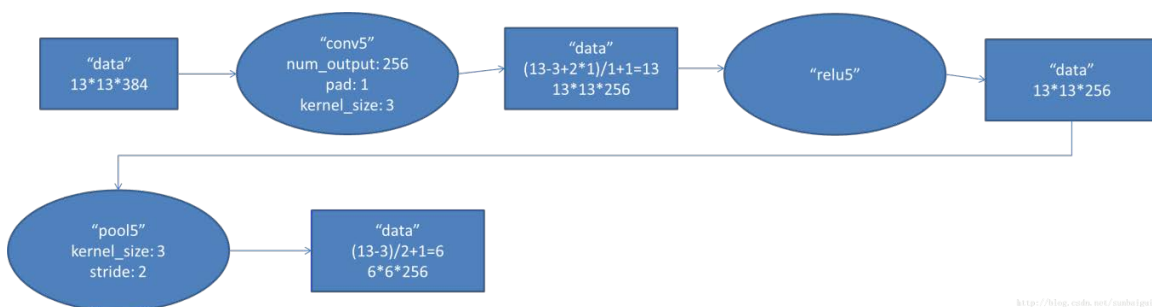 “data”
13*13*384
“conv5”
num_output: 256
pad: 1
kernel_size: 3
“data”
(13-3+2*1)/1+1=13
13*13*256
“relu5”
“data”
13*13*256
“pool5”
kernel_size: 3
stride: 2
“data”
(13-3)/2+1=6
6*6*256